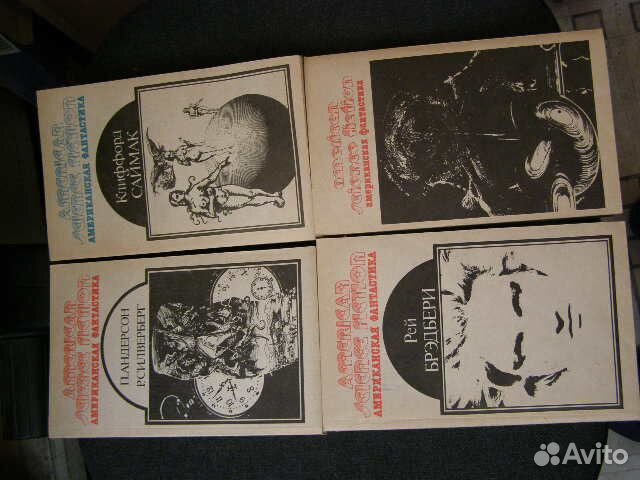 AMERICAN
SCIENCE FICTION
АМЕРИКАНСКАЯ ФАНТАСТИКА
Клиффорд
САЙМАК
AMERICAN
SCIENCE FICTION
американская фантастика
AMERICAN
SCIENCE FICTION
АМЕРИКАНСКАЯ ФАНТАСТИКА
П.АНДЕРСОН
Р.СИЛВЕРБЕРГ
AMERICAN
SCIENCE FICTION
АМЕРИКАНСКАЯ ФАНТАСТИКА
Рей
БРЭДБЕРИ
Avito